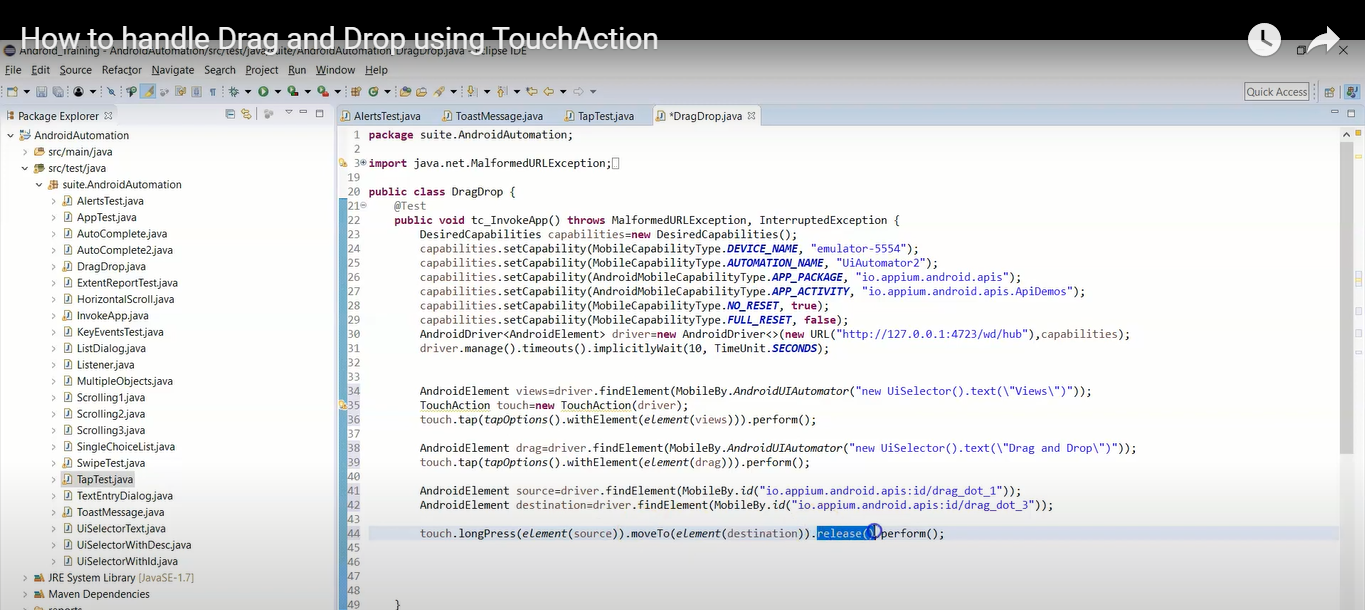 How to handle Drag and Drop using TouchAction
Android_Training - AndroidAutomation/src/test/java/suite/AndroidAutomation/DragDrop.java - Eclipse IDE
File Edit Source Refactor Navigate Search Project Run Window Help
Quick Access
Package Explorer
AlertsTest.java ToastMessage.java TapTest.java *DragDrop.java
AndroidAutomation
src/main/java
src/test/java
suite.AndroidAutomation
AlertsTest.java
AppTest.java
AutoComplete.java
AutoComplete2.java
DragDrop.java
ExtentReportTest.java
HorizontalScroll.java
InvokeApp.java
KeyEventsTest.java
ListDialog.java
Listener.java
MultipleObjects.java
Scrolling1.java
Scrolling2.java
Scrolling3.java
SingleChoiceList.java
SwipeTest.java
TapTest.java
TextEntryDialog.java
ToastMessage.java
UiSelectorText.java
UiSelectorWithDesc.java
UiSelectorWithId.java
JRE System Library [JavaSE-1.7]
Maven Dependencies
reports
1 package suite.AndroidAutomation;
2
3 import java.net.MalformedURLException;
19
20 public class DragDrop {
21 @Test
22 public void tc_InvokeApp() throws MalformedURLException, InterruptedException {
23 DesiredCapabilities capabilities=new DesiredCapabilities();
24 capabilities.setCapability(MobileCapabilityType.DEVICE_NAME, "emulator-5554");
25 capabilities.setCapability(MobileCapabilityType.AUTOMATION_NAME, "UiAutomator2");
26 capabilities.setCapability(AndroidMobileCapabilityType.APP_PACKAGE, "io.appium.android.apis");
27 capabilities.setCapability(AndroidMobileCapabilityType.APP_ACTIVITY, "io.appium.android.apis.ApiDemos");
28 capabilities.setCapability(MobileCapabilityType.NO_RESET, true);
29 capabilities.setCapability(MobileCapabilityType.FULL_RESET, false);
30 AndroidDriver<AndroidElement> driver=new AndroidDriver<>(new URL("http://127.0.0.1:4723/wd/hub"),capabilities);
31 driver.manage().timeouts().implicitlyWait(10, TimeUnit.SECONDS);
32
33
34 AndroidElement views=driver.findElement(MobileBy.AndroidUIAutomator("new UiSelector().text(\"Views\")"));
35 TouchAction touch=new TouchAction(driver);
36 touch.tap(tapOptions().withElement(element(views))).perform();
37
38 AndroidElement drag=driver.findElement(MobileBy.AndroidUIAutomator("new UiSelector().text(\"Drag and Drop\")"));
39 touch.tap(tapOptions().withElement(element(drag))).perform();
40
41 AndroidElement source=driver.findElement(MobileBy.id("io.appium.android.apis:id/drag_dot_1"));
42 AndroidElement destination=driver.findElement(MobileBy.id("io.appium.android.apis:id/drag_dot_3"));
43
44 touch.longPress(element(source)).moveTo(element(destination)).release().perform();
45
46
47
48
49 }